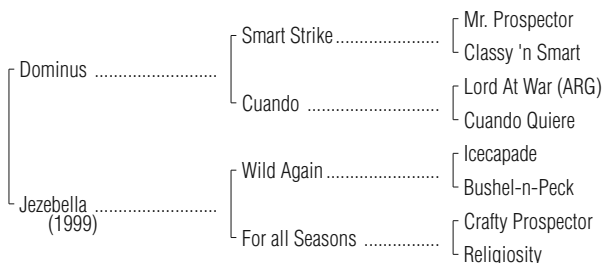 Mr. Prospector
Smart Strike
Classy 'n Smart
Dominus
Lord At War (ARG)
Cuando
Cuando Quiere
Icecapade
Wild Again
Bushel-n-Peck
Jezebella
(1999)
Crafty Prospector
For all Seasons
Religiosity